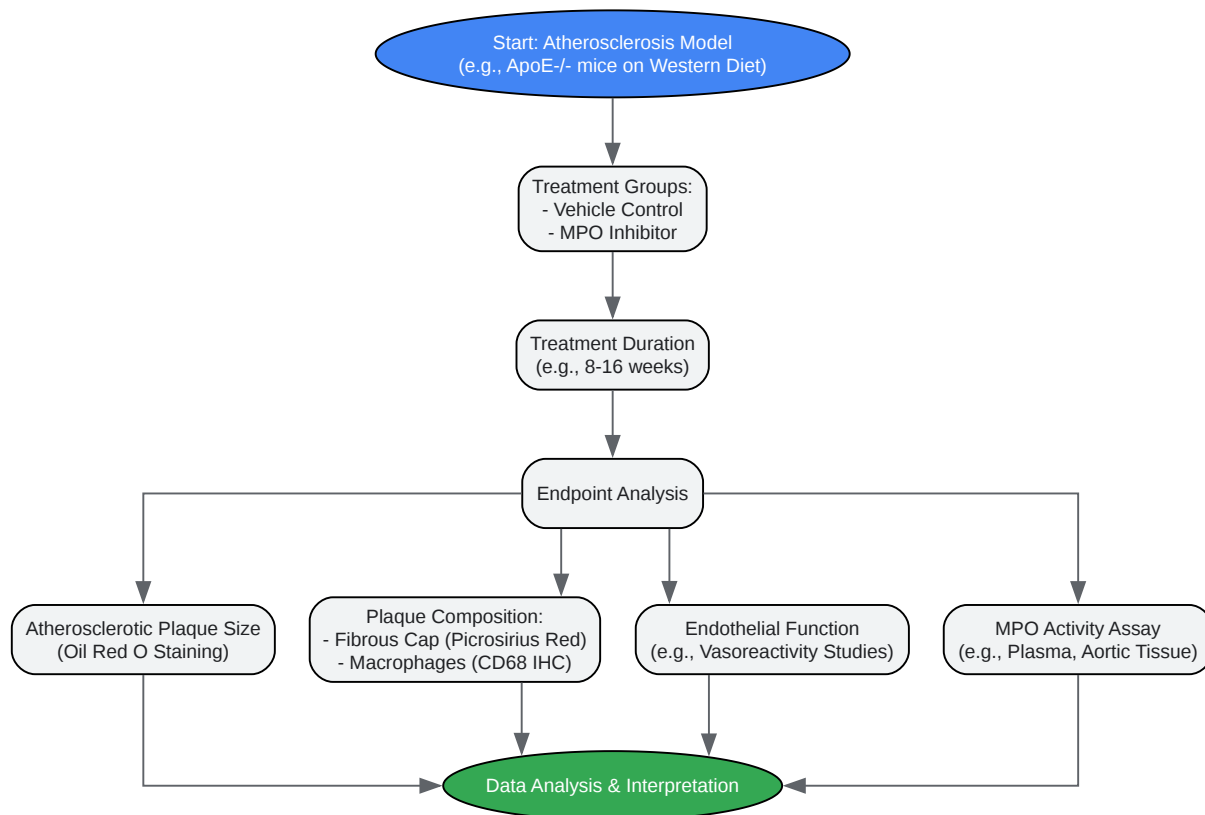 Start: Atherosclerosis Model
(e.g., ApoE-/- mice on Western Diet)
Treatment Groups:
- Vehicle Control
- MPO Inhibitor
Treatment Duration
(e.g., 8-16 weeks)
Endpoint Analysis
Atherosclerotic Plaque Size
(Oil Red O Staining)
Plaque Composition:
- Fibrous Cap (Picrosirius Red)
- Macrophages (CD68 IHC)
Endothelial Function
(e.g., Vasoreactivity Studies)
MPO Activity Assay
(e.g., Plasma, Aortic Tissue)
Data Analysis & Interpretation